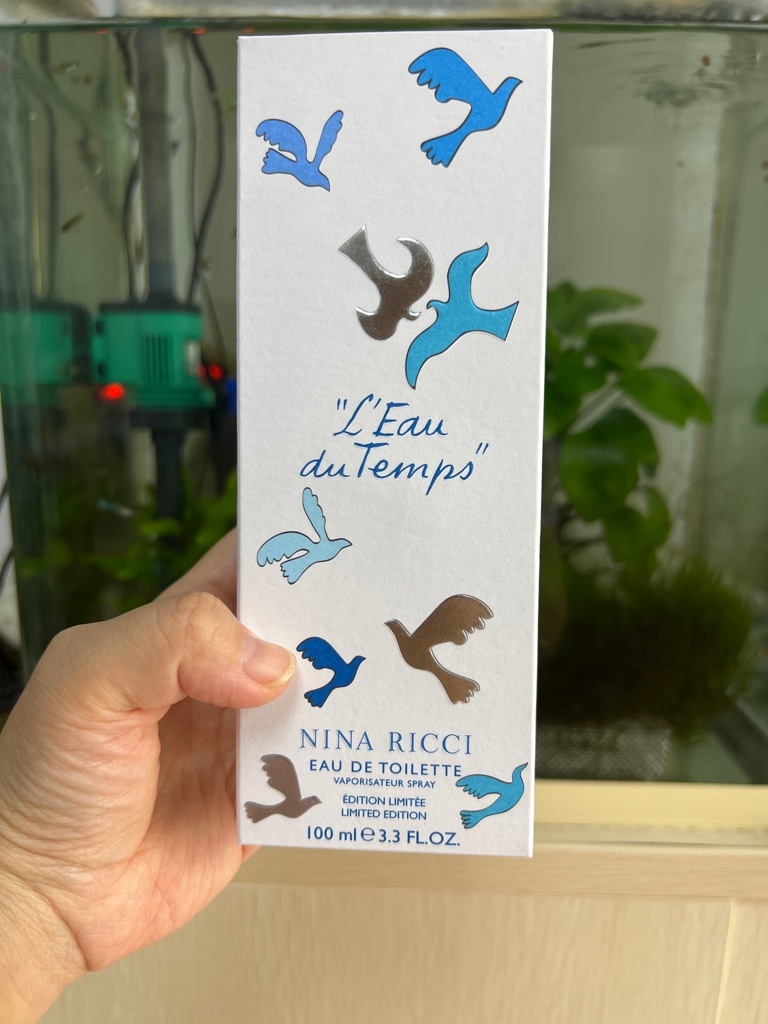 "L'Eau
du Temps"
NINA RICCI
EAU DE TOILETTE
VAPORISATEUR SPRAY
ÉDITION LIMITÉE
LIMITED EDITION
100 ml ℮ 3.3 FL.OZ.